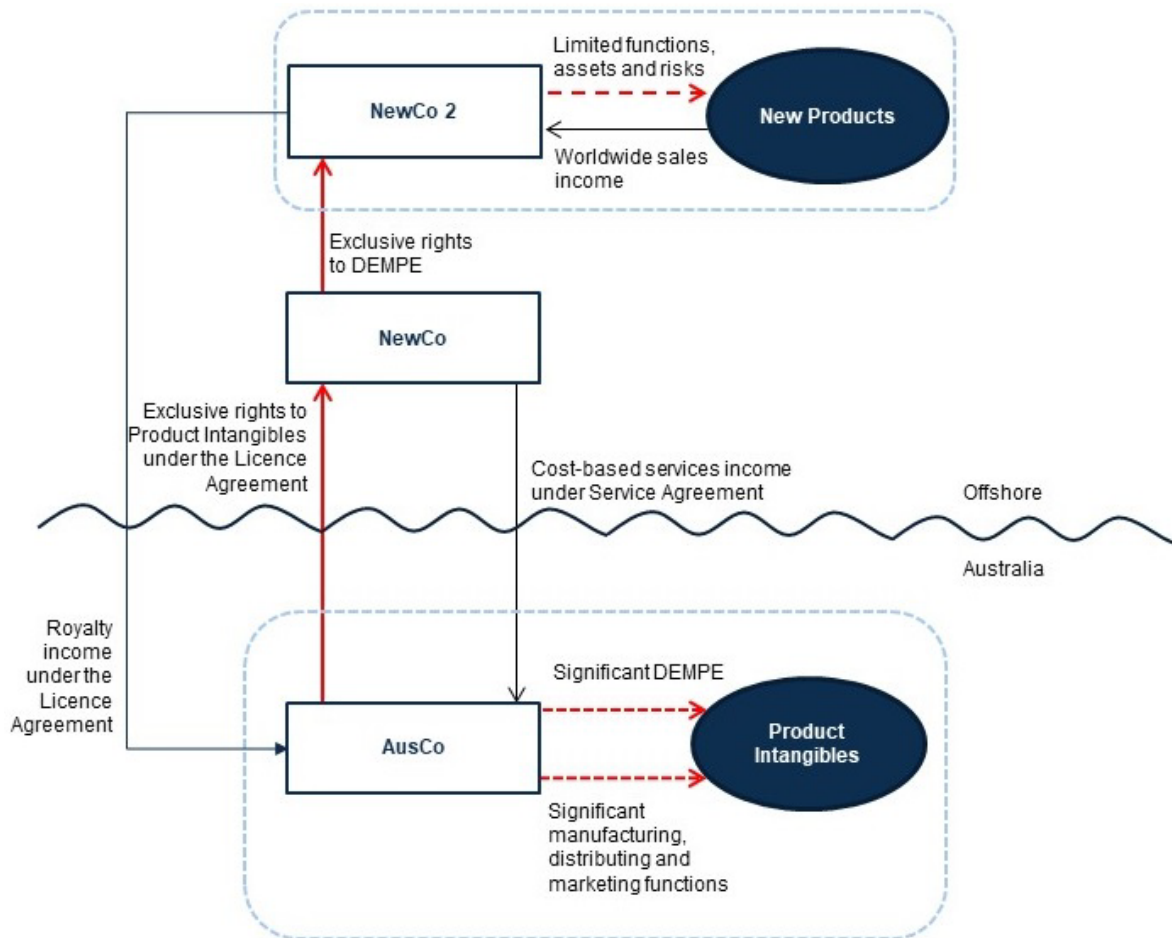 Limited functions,
assets and risks
NewCo 2
New Products
Worldwide sales
income
Exclusive rights
to DEMPE
NewCo
Exclusive rights to
Product Intangibles
under the Licence
Agreement
Cost-based services income
under Service Agreement
Offshore
Australia
Royalty
income
under the
Licence
Agreement
Significant DEMPE
AusCo
Product
Intangibles
Significant
manufacturing,
distributing and
marketing functions